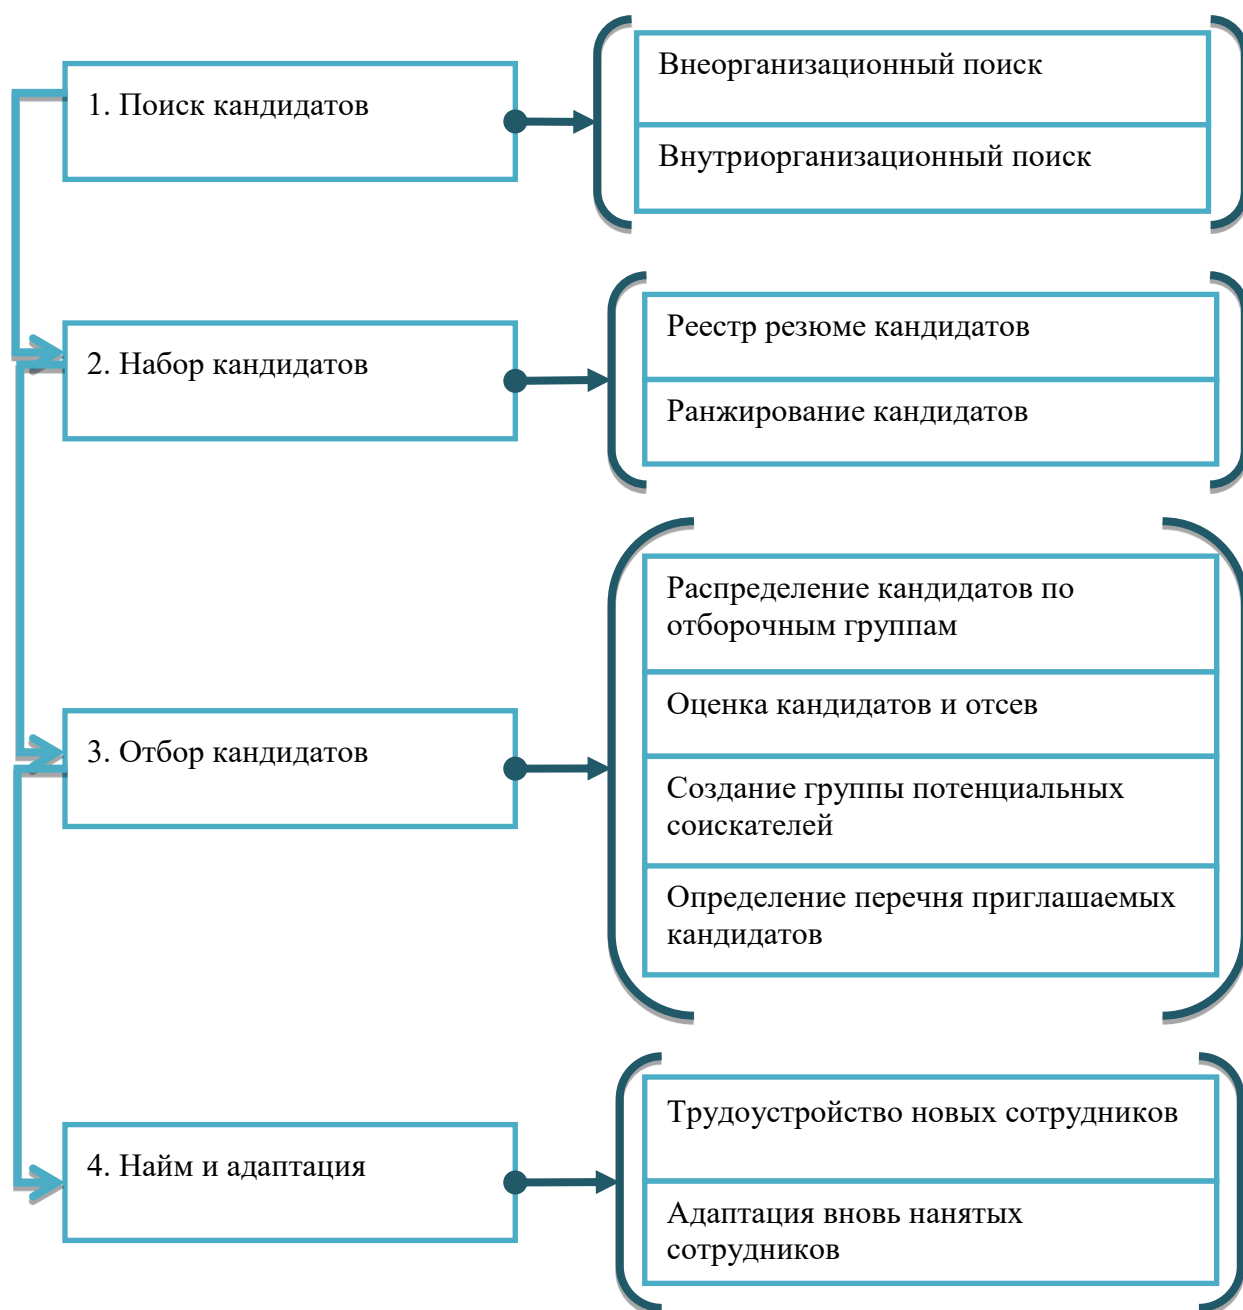 1. Поиск кандидатов
Внеорганизационный поиск
Внутриорганизационный поиск
2. Набор кандидатов
Реестр резюме кандидатов
Ранжирование кандидатов
3. Отбор кандидатов
Распределение кандидатов по
отборочным группам
Оценка кандидатов и отсев
Создание группы потенциальных
соискателей
Определение перечня приглашаемых
кандидатов
4. Найм и адаптация
Трудоустройство новых сотрудников
Адаптация вновь нанятых
сотрудников